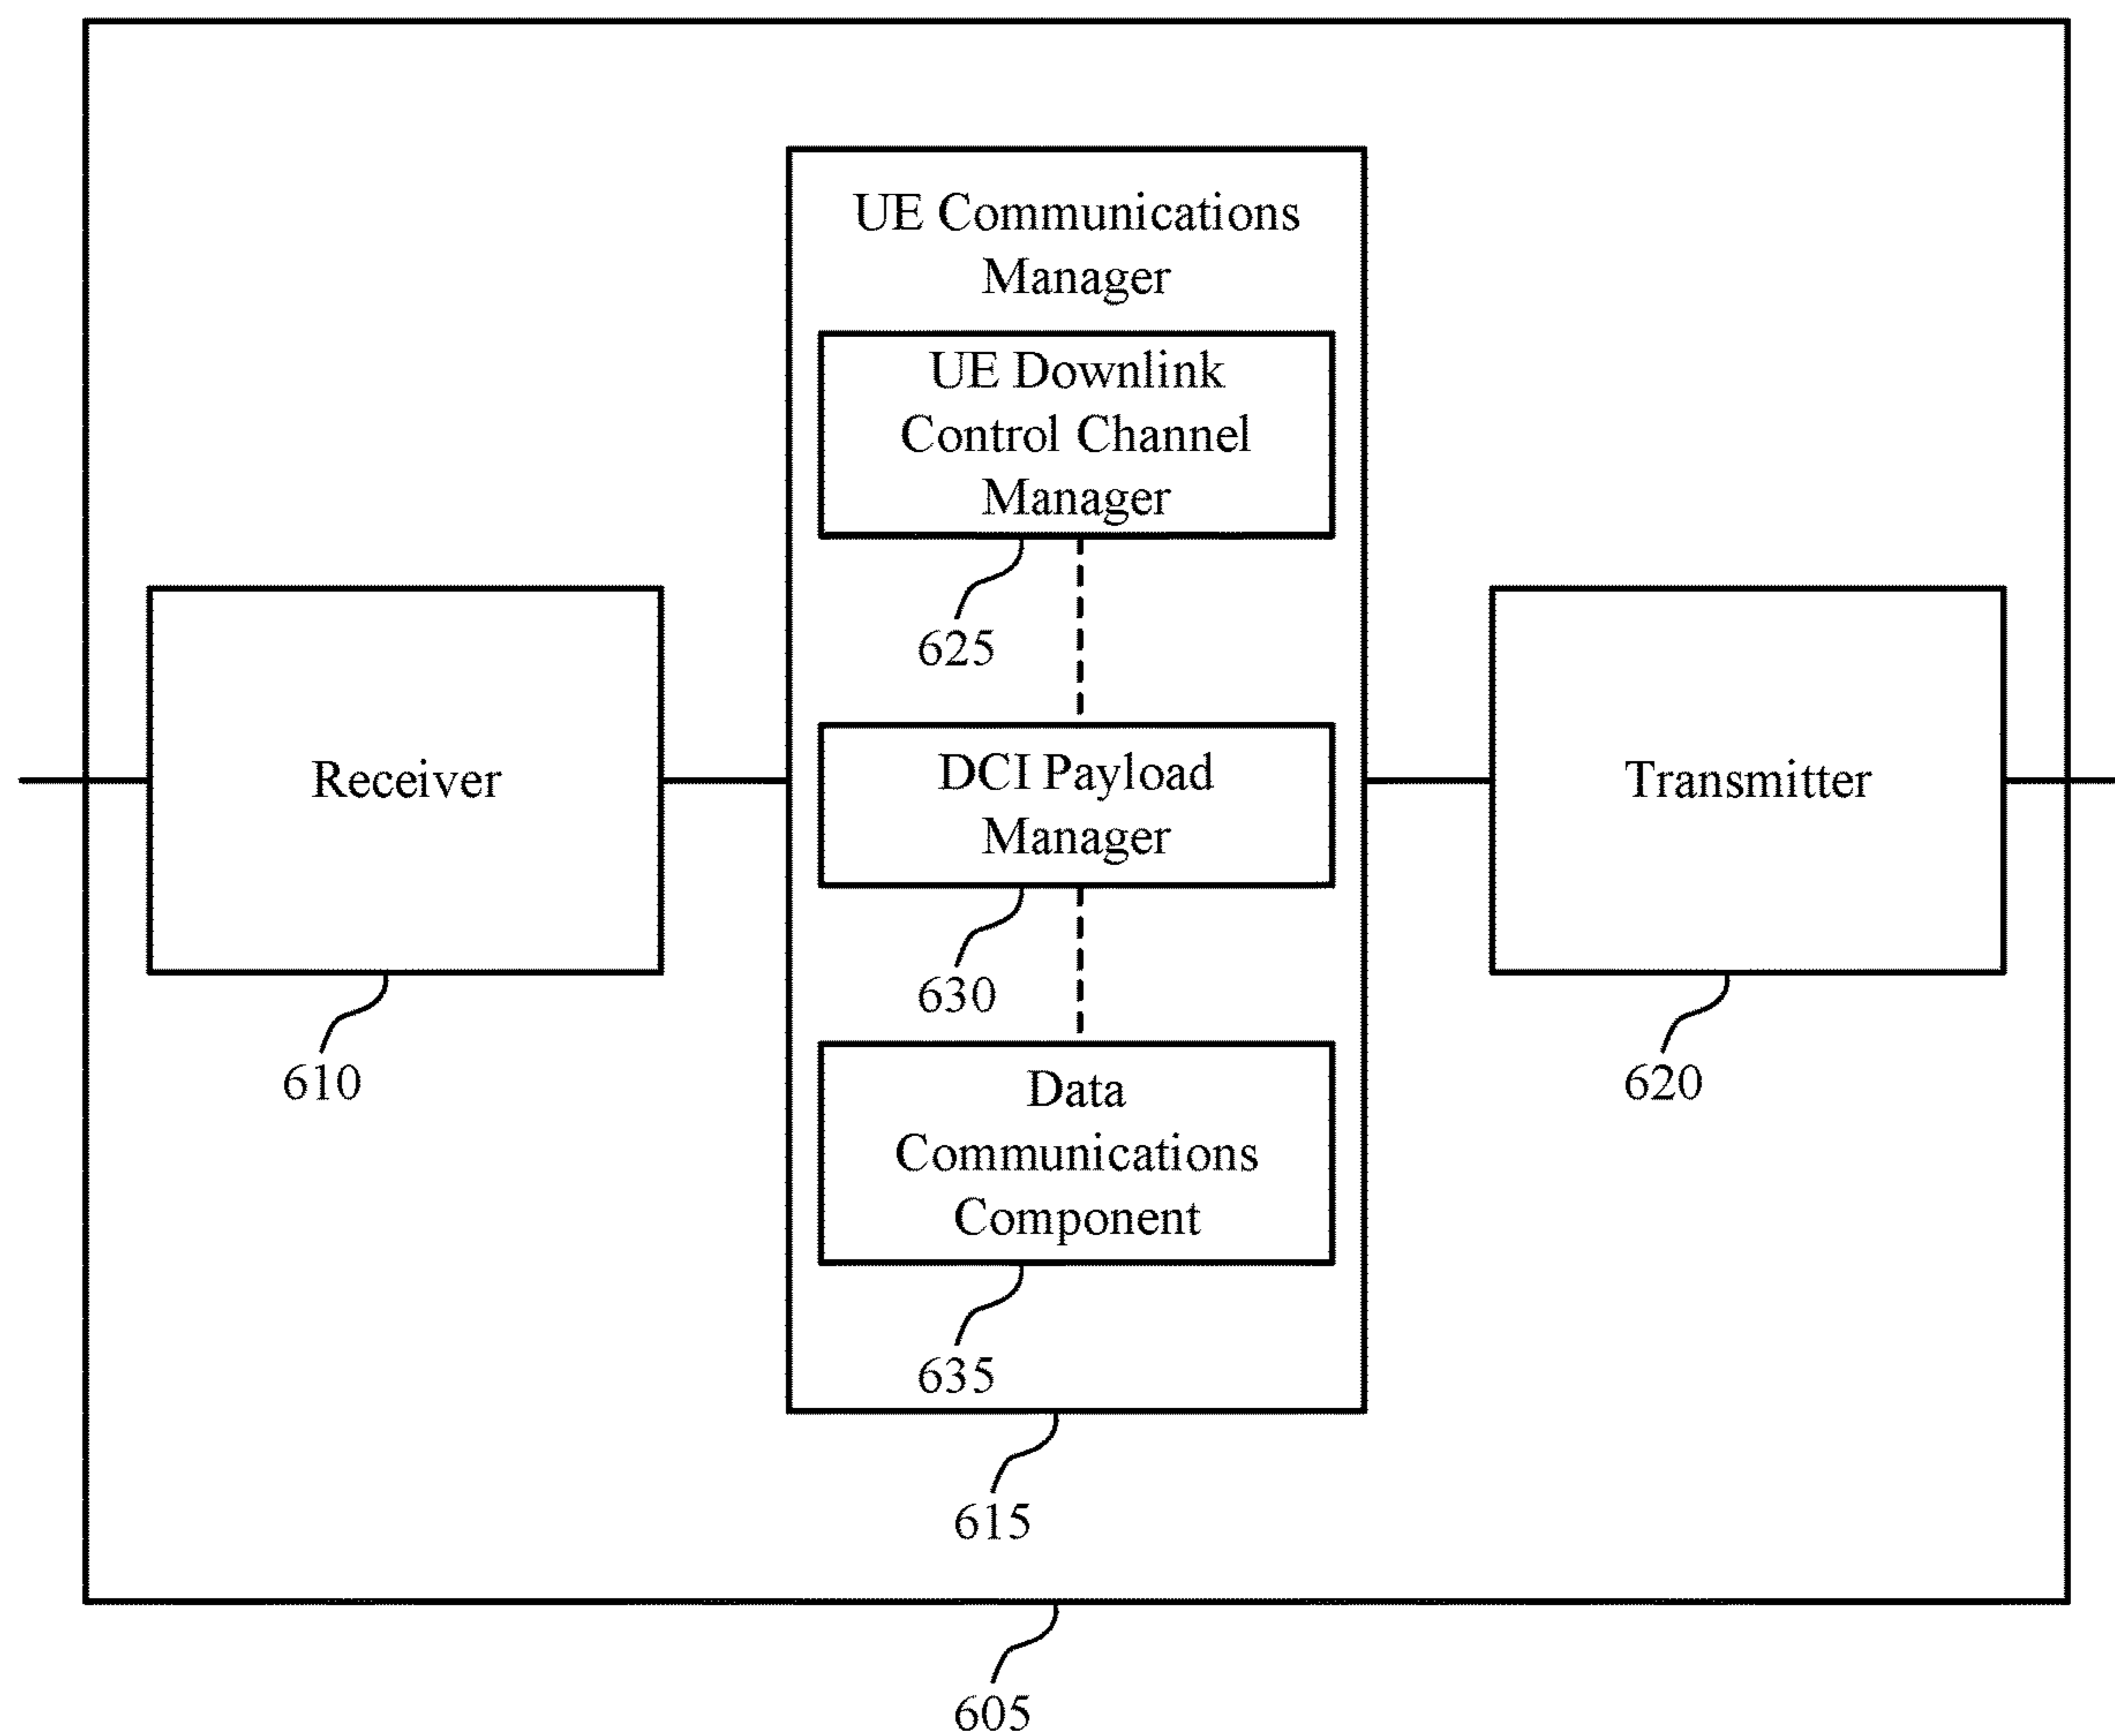 UE Communications
Manager
UE Downlink
Control Channel
Manager
625
Receiver
610
DCI Payload
Manager
630
Transmitter
620
Data
Communications
Component
635
615
605